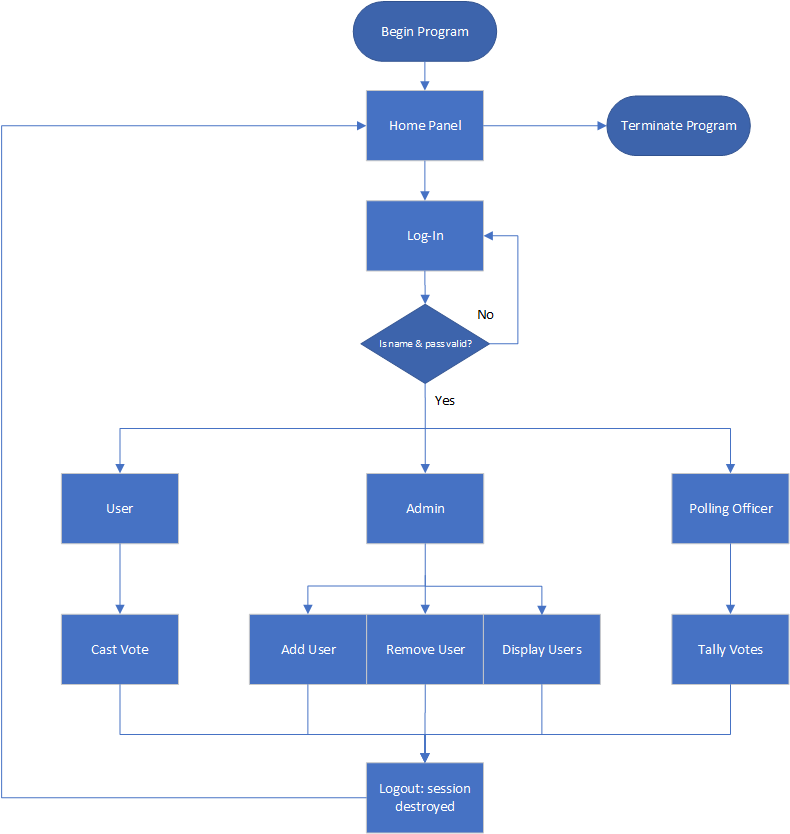 Begin Program
Home Panel
Terminate Program
Log-In
No
Is name & pass valid?
Yes
User
Admin
Polling Officer
Cast Vote
Add User
Remove User
Display Users
Tally Votes
Logout: session
destroyed